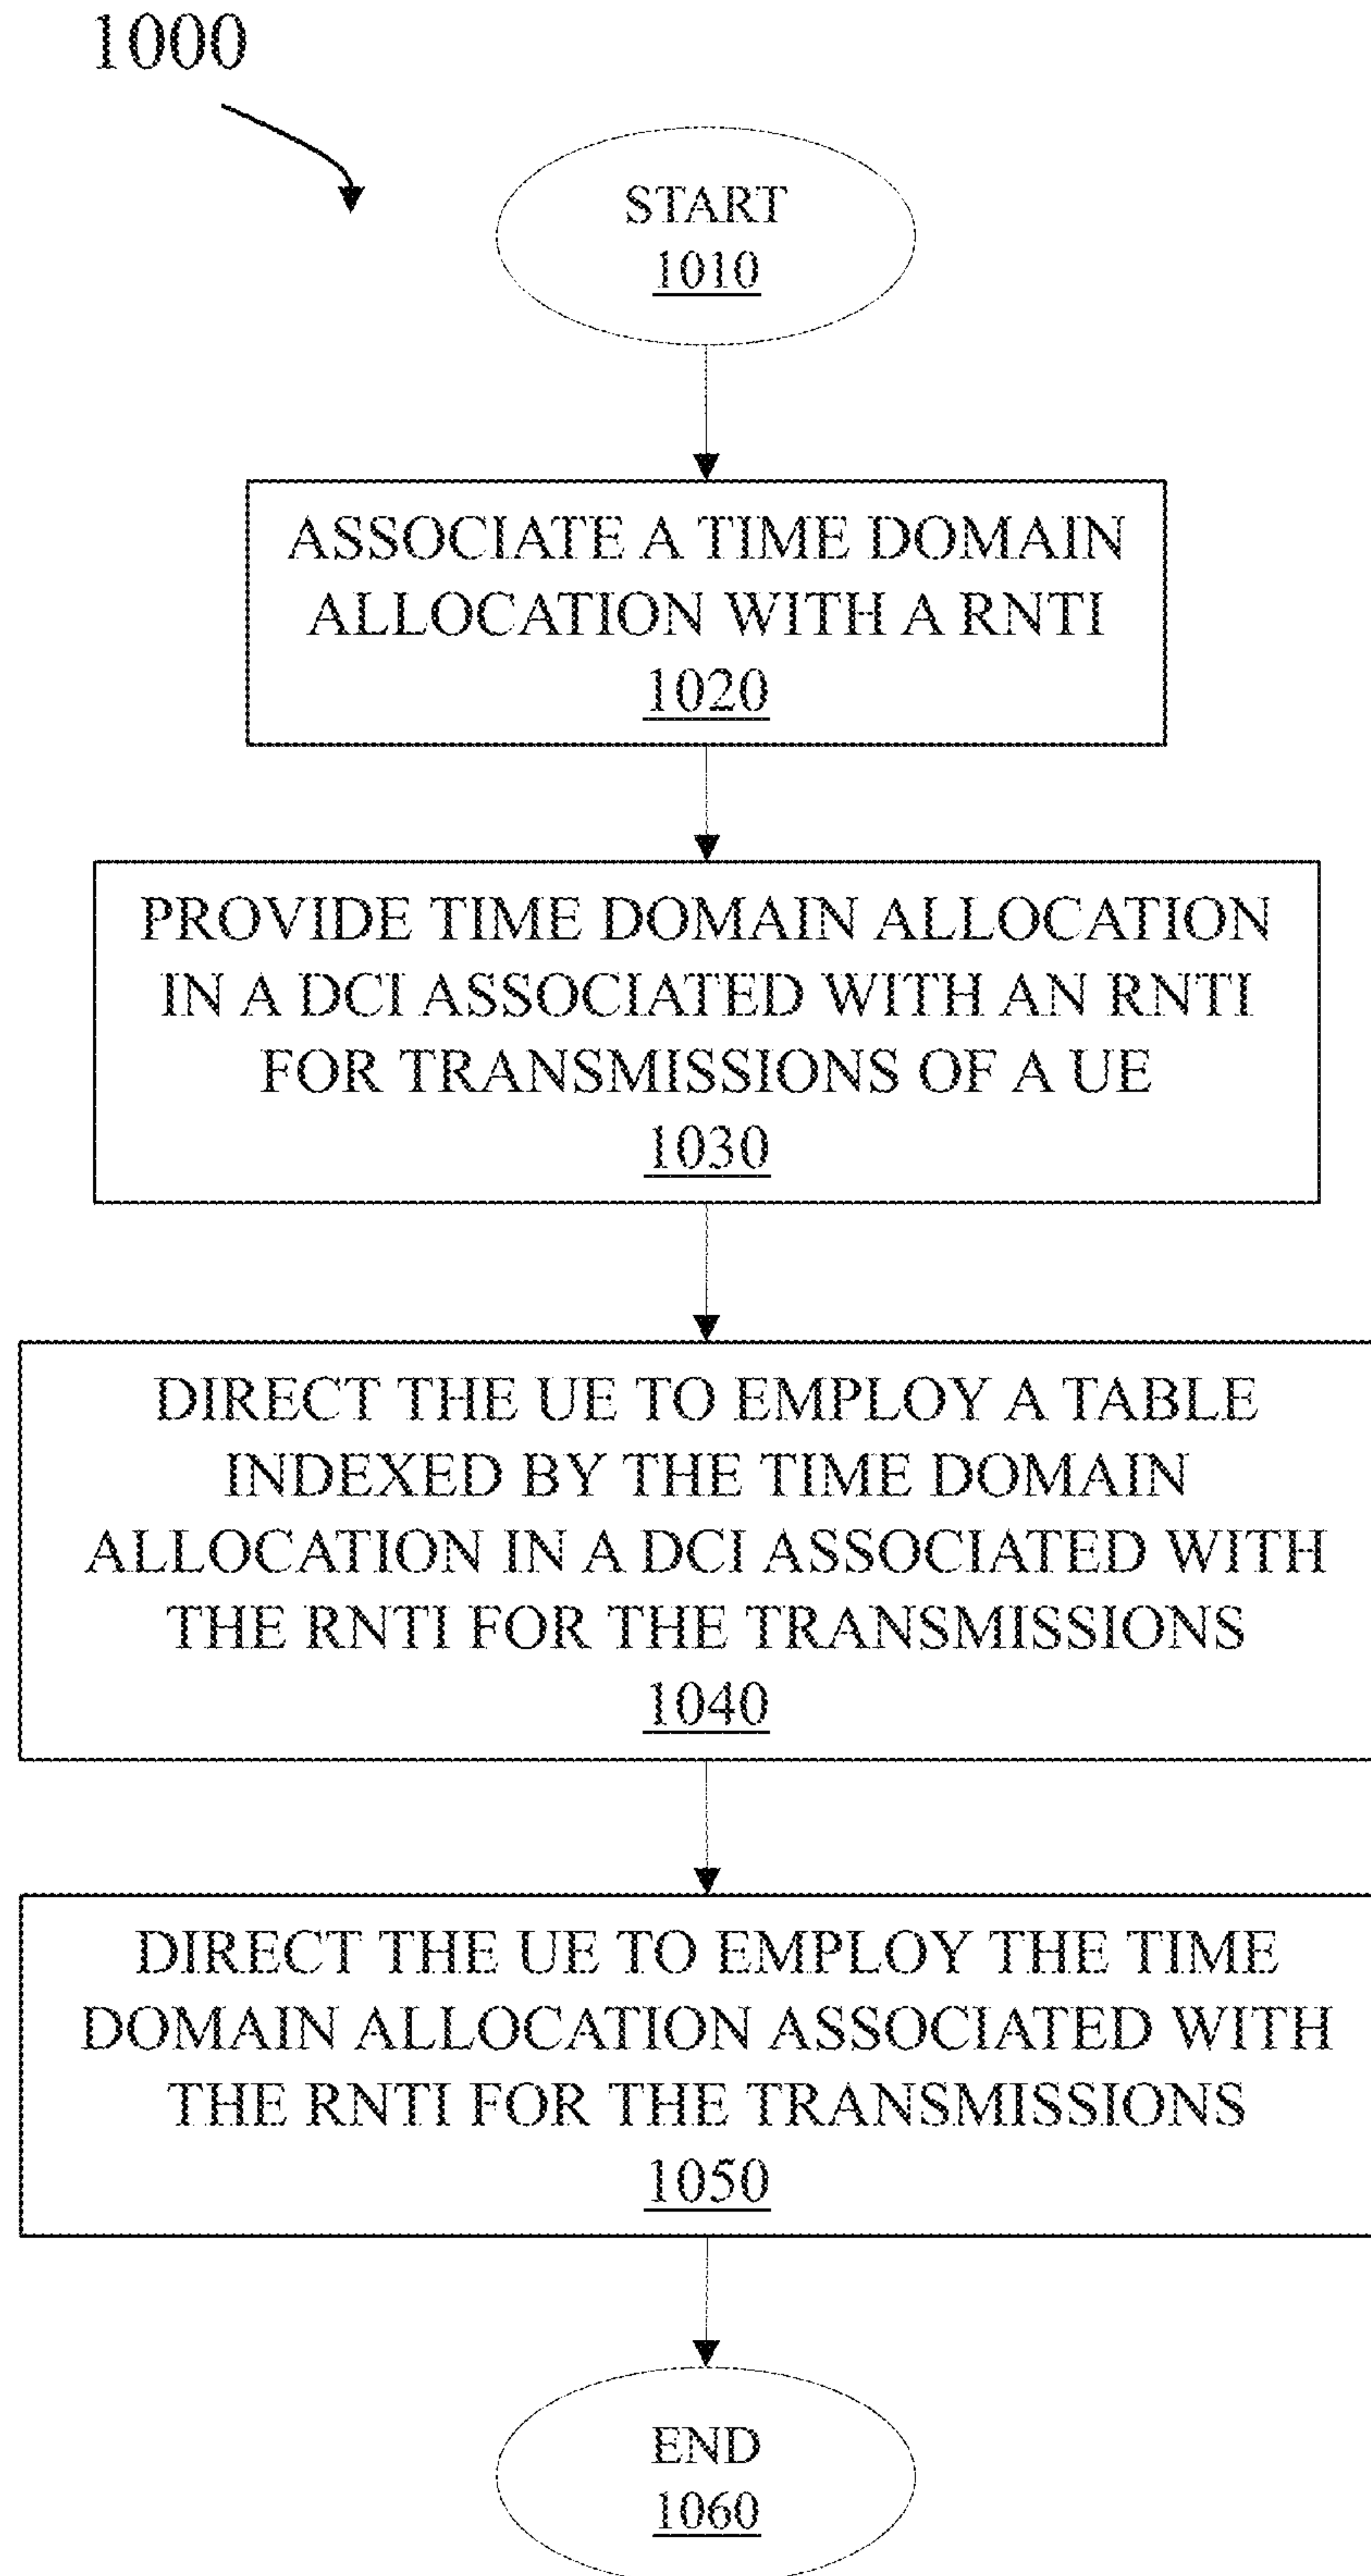 1000
START
1010
ASSOCIATE A TIME DOMAIN
ALLOCATION WITH A RNTI
1020
PROVIDE TIME DOMAIN ALLOCATION
IN A DCI ASSOCIATED WITH AN RNTI
FOR TRANSMISSIONS OF A UE
1030
DIRECT THE UE TO EMPLOY A TABLE
INDEXED BY THE TIME DOMAIN
ALLOCATION IN A DCI ASSOCIATED WITH
THE RNTI FOR THE TRANSMISSIONS
1040
DIRECT THE UE TO EMPLOY THE TIME
DOMAIN ALLOCATION ASSOCIATED WITH
THE RNTI FOR THE TRANSMISSIONS
1050
END
1060